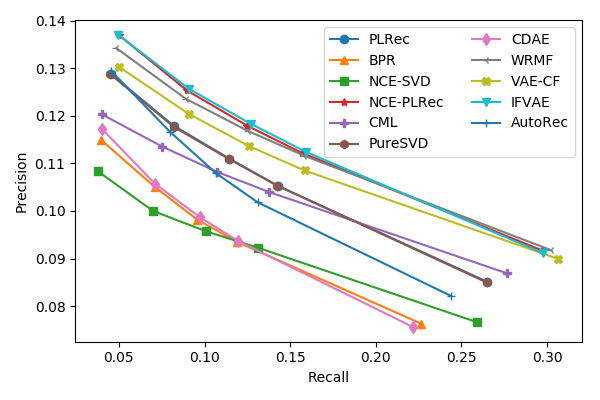 0.14
0.13
0.12
0.11
0.10
0.09
0.08
Precision
PLRec
BPR
NCE-SVD
NCE-PLRec
CML
PureSVD
CDAE
WRMF
VAE-CF
IFVAE
AutoRec
0.05
0.10
0.15
0.20
0.25
0.30
Recall